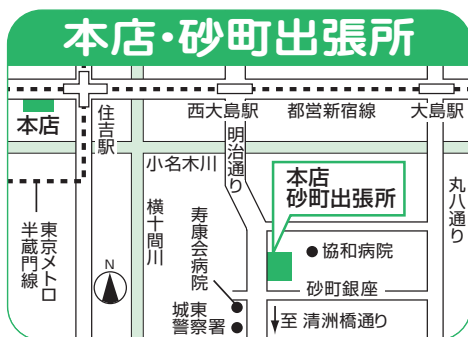 本店・砂町出張所
本店
住吉駅
西大島駅
都営新宿線
大島駅
小名木川
明治通り
本店
砂町出張所
丸八通り
東京メトロ
半蔵門線
横十間川
寿康会病院
協和病院
N
砂町銀座
城東
警察署
至 清洲橋通り